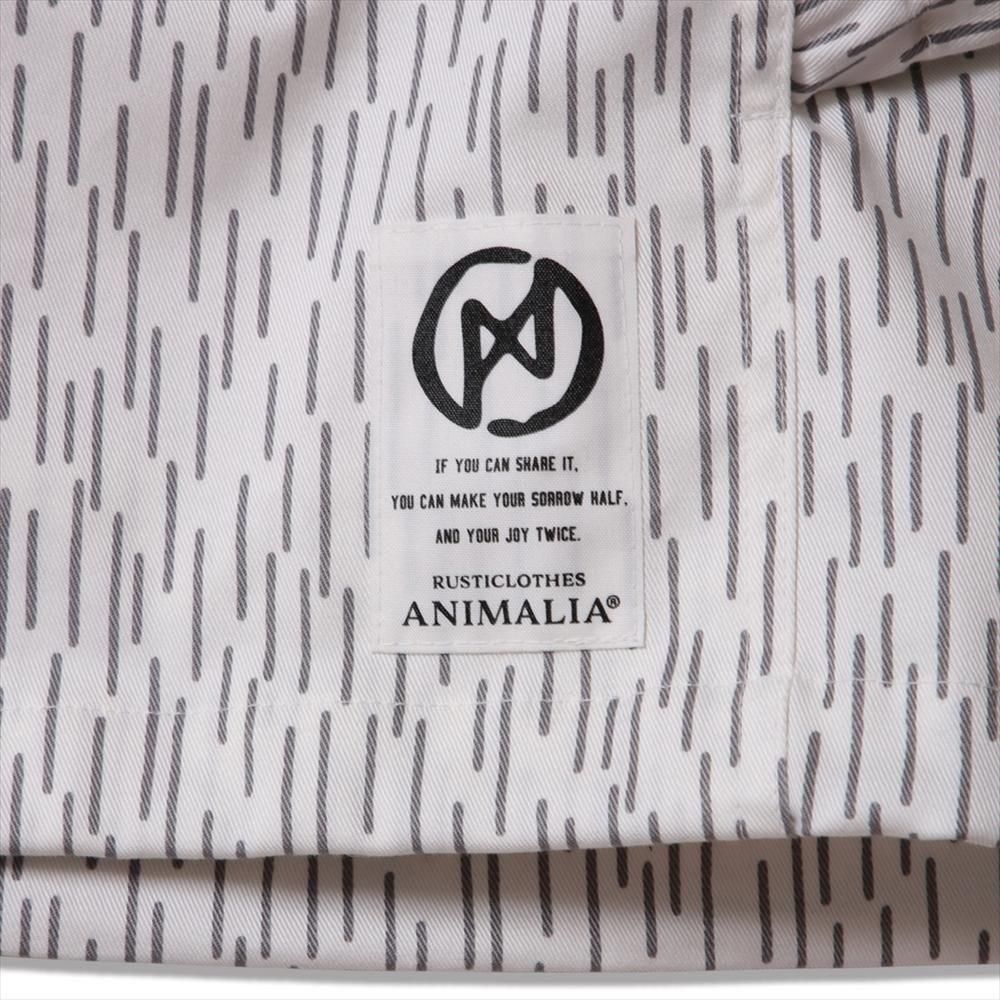 IF YOU CAN SHARE IT,
YOU CAN MAKE YOUR SORROW HALF,
AND YOUR JOY TWICE.
RUSTICLOTHES
ANIMALIA®